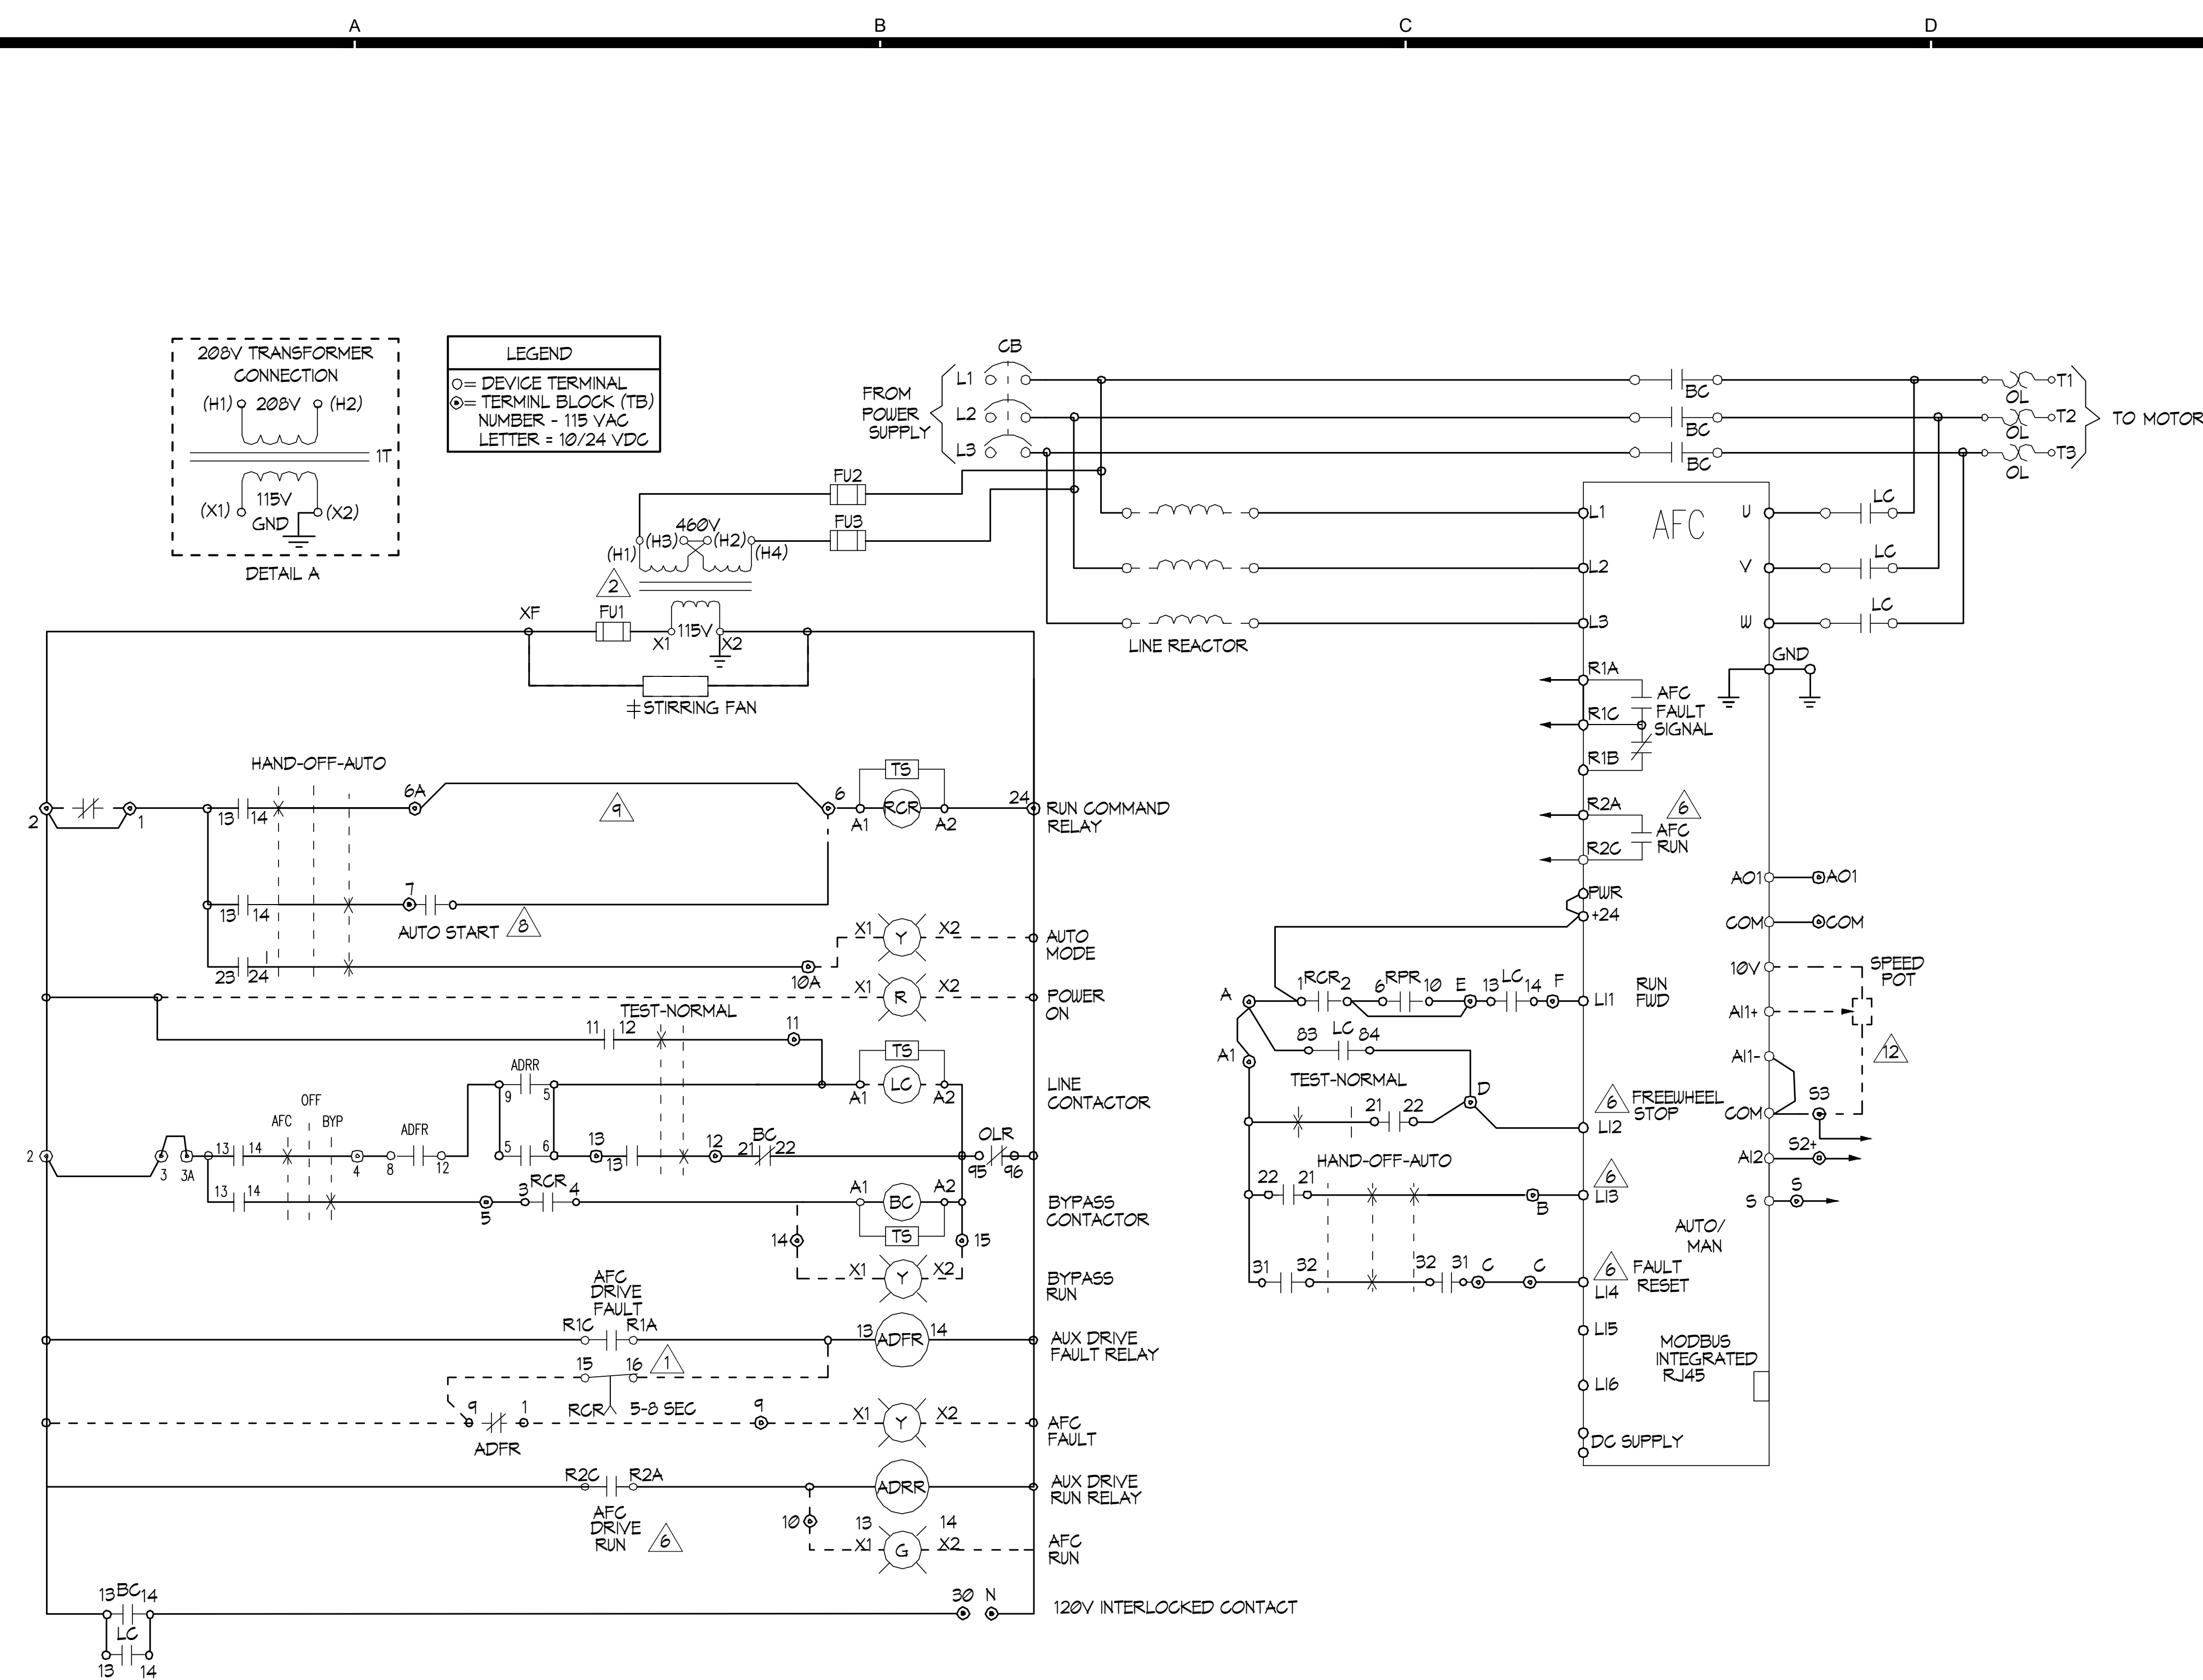 A B C D
208V TRANSFORMER
CONNECTION
(H1) 208V (H2)
1T
115V
(X1) GND (X2)
DETAIL A
LEGEND
= DEVICE TERMINAL
= TERMINL BLOCK (TB)
NUMBER - 115 VAC
LETTER = 10/24 VDC
CB
FROM
POWER
SUPPLY
L1
L2
L3
BC
BC
BC
OL
OL
OL
T1
T2
T3
TO MOTOR
FU2
FU3
460V
(H1) (H3) (H2) (H4)
2
XF FU1 X1 115V X2
STIRRING FAN
LINE REACTOR
AFC
L1
L2
L3
U
V
W
LC
LC
LC
GND
R1A
R1C
R1B
AFC
FAULT
SIGNAL
R2A
R2C
6
AFC
RUN
PWR
+24
AO1 AO1
COM COM
10V
SPEED
POT
AI1+
AI1-
12
COM S3
AI2 S2+
S S
HAND-OFF-AUTO
2 1 13 14 6A 9 6 A1 TS RCR A2 24
RUN COMMAND
RELAY
13 14 7
AUTO START 8
23 24 10A X1 Y X2
AUTO
MODE
X1 R X2
POWER
ON
TEST-NORMAL
11 12 11
TS
A1 LC A2
LINE
CONTACTOR
ADRR
9 5
5 6
AFC OFF BYP
2 3 3A 13 14 4 8 ADFR 12
13 13 12 21 BC 22 OLR 95 96
13 14 5 3 RCR 4 A1 BC A2
TS
BYPASS
CONTACTOR
14 15
X1 Y X2
BYPASS
RUN
AFC
DRIVE
FAULT
R1C R1A
13 ADFR 14
AUX DRIVE
FAULT RELAY
15 16 1
RCR 5-8 SEC
9 1 9 X1 Y X2
ADFR
AFC
FAULT
R2C R2A
ADRR
AUX DRIVE
RUN RELAY
AFC
DRIVE
RUN 6
10 13 14
X1 G X2
AFC
RUN
13 BC 14
LC
13 14
30 N
120V INTERLOCKED CONTACT
A 1 RCR 2 6 RPR 10 E 13 LC 14 F LI1
RUN
FWD
A1 83 LC 84
TEST-NORMAL
21 22 D
LI2
6 FREEWHEEL
STOP
HAND-OFF-AUTO
22 21 B
6
LI3
AUTO/
MAN
31 32 32 31 C C
6 FAULT
RESET
LI4
LI5
LI6
MODBUS
INTEGRATED
RJ45
DC SUPPLY